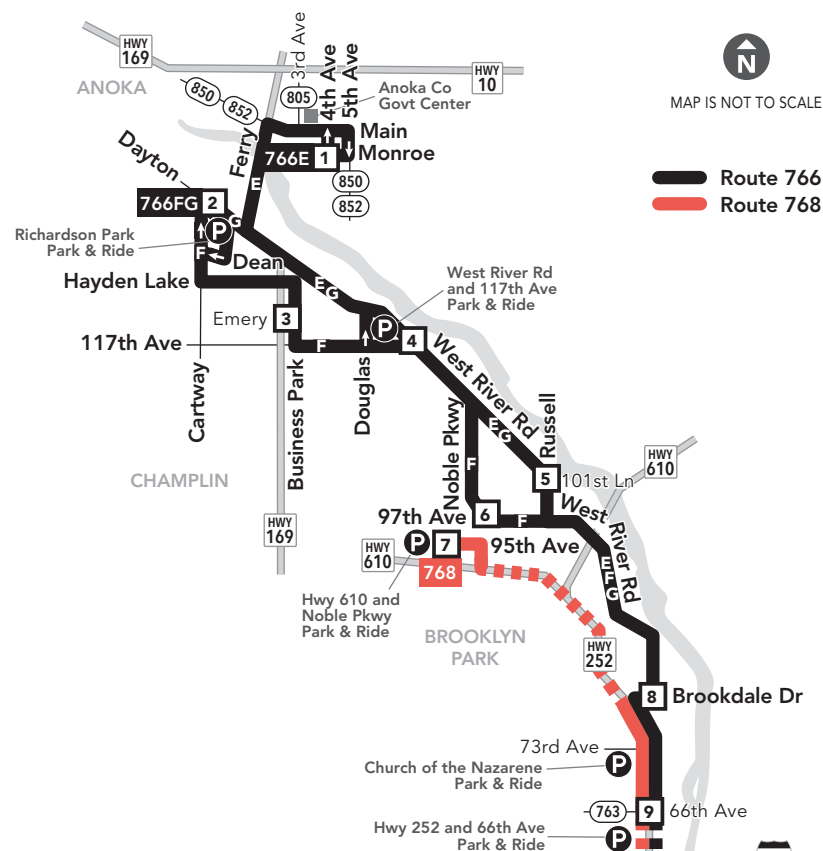 HWY
169
3rd Ave
4th Ave
5th Ave
HWY
10
N
MAP IS NOT TO SCALE
ANOKA
850
852
805
Anoka Co
Govt Center
Main
Monroe
Ferry
766E
1
850
852
E
Route 766
Route 768
Dayton
766FG
2
G
P
Richardson Park
Park & Ride
F
Dean
Hayden Lake
E
G
West River Rd
and 117th Ave
Park & Ride
Emery
3
P
117th Ave
F
4
West River Rd
Cartway
Business Park
Douglas
Noble Pkwy
E
G
Russell
F
CHAMPLIN
HWY
169
5
101st Ln
HWY
610
97th Ave
6
F
West River Rd
P
7
95th Ave
HWY
610
768
E
F
G
Hwy 610 and
Noble Pkwy
Park & Ride
BROOKLYN
PARK
HWY
252
8
Brookdale Dr
73rd Ave
Church of the Nazarene
Park & Ride
P
763
9
66th Ave
Hwy 252 and 66th Ave
Park & Ride
P